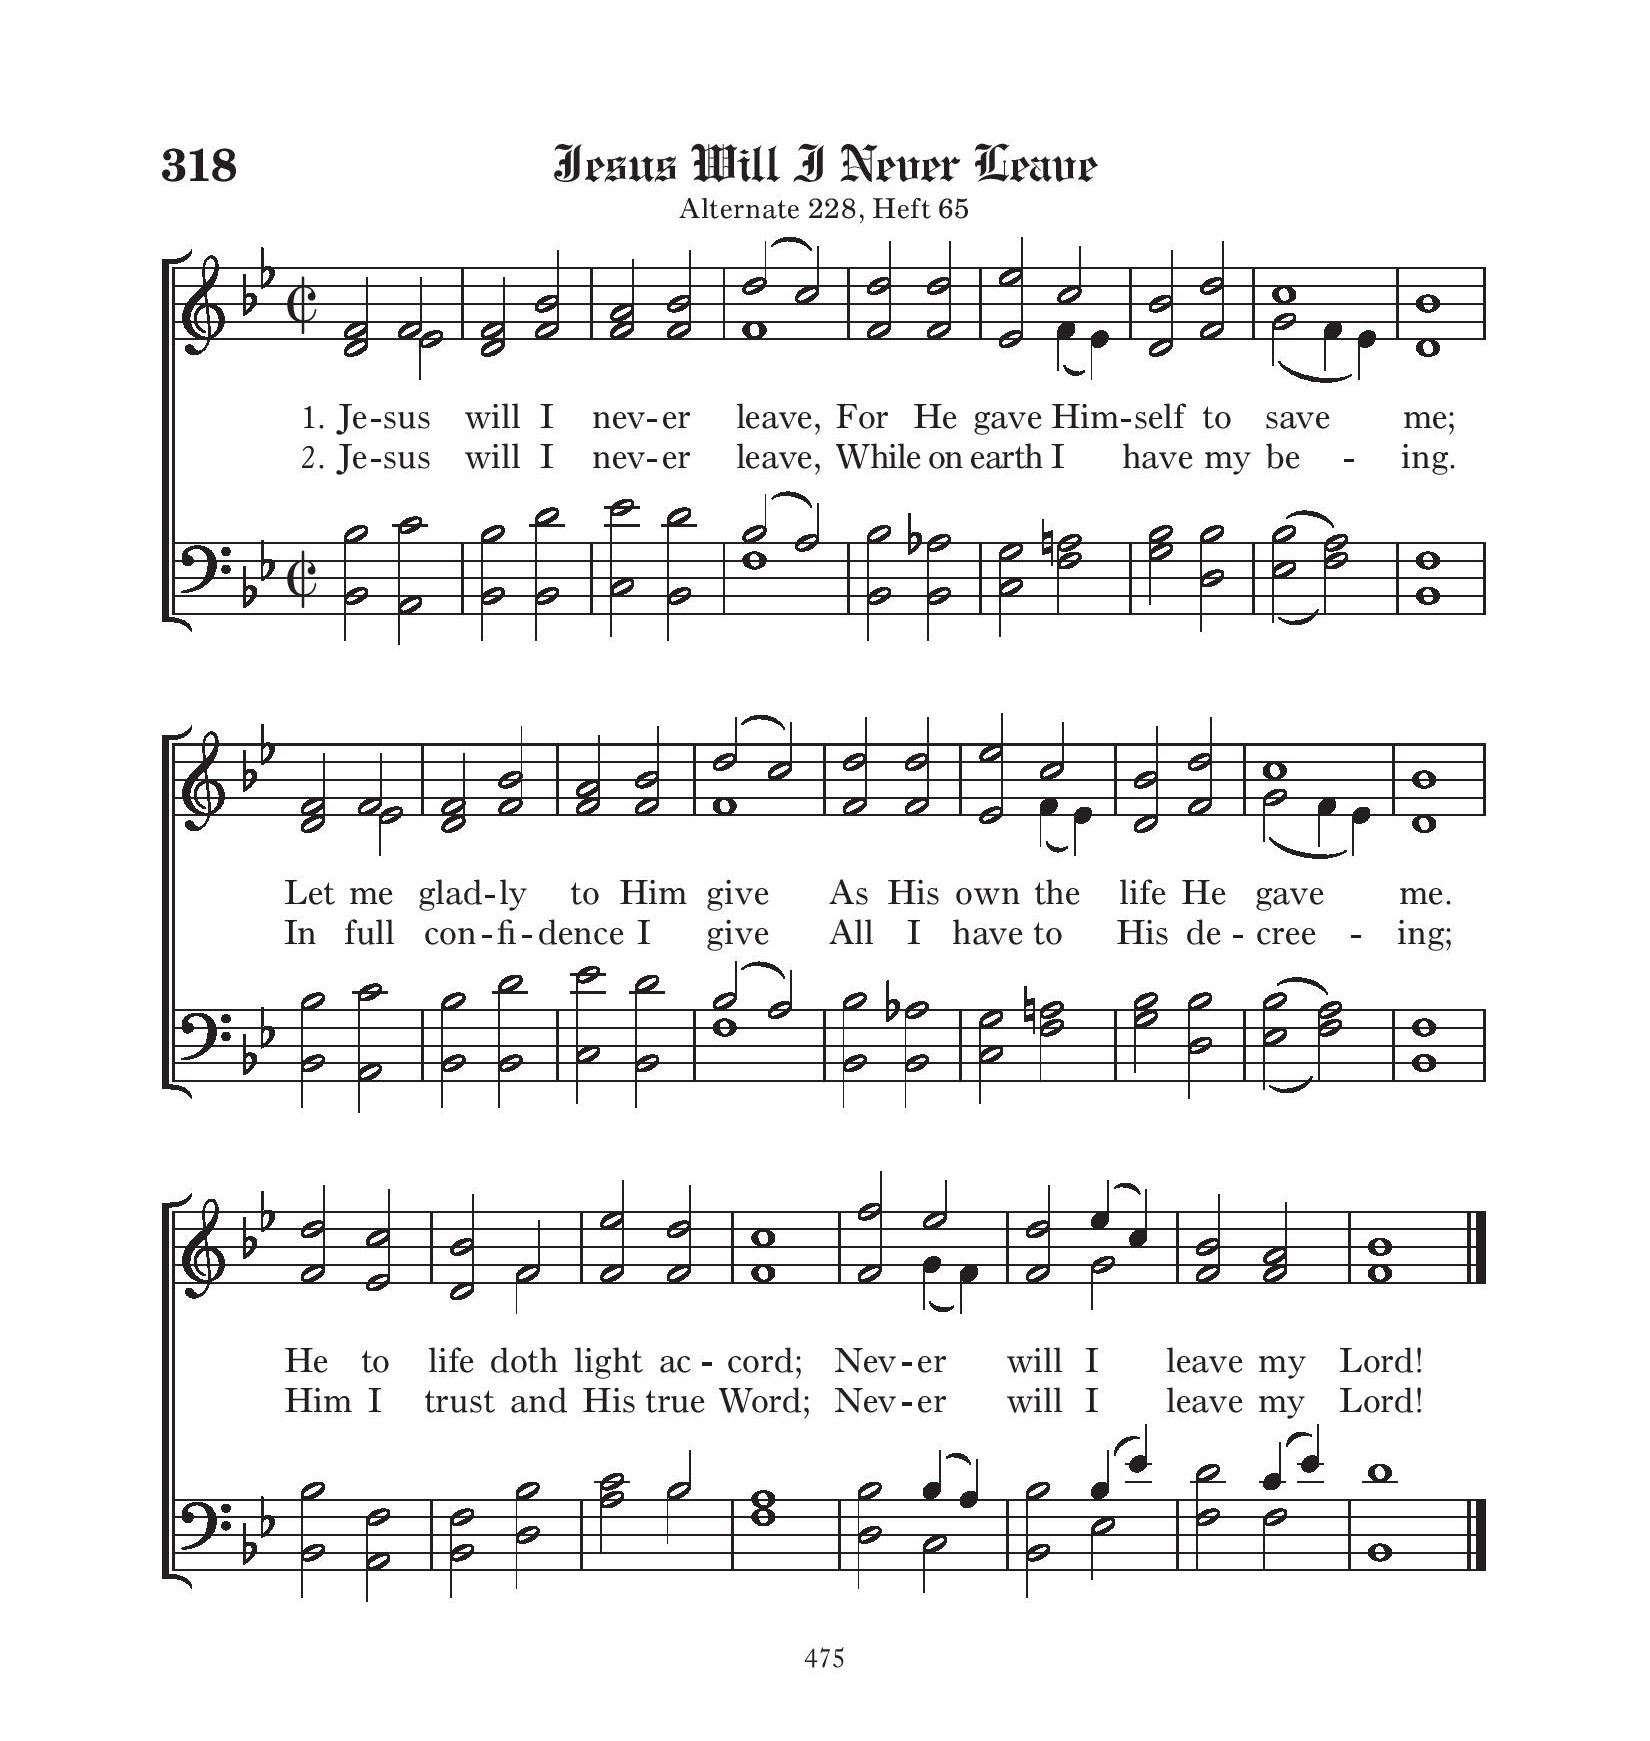 318 Jesus Will I Never Leave
Alternate 228, Heft 65
1. Je-sus will I nev-er leave, For He gave Him-self to save me;
2. Je-sus will I nev-er leave, While on earth I have my be - ing.
Let me glad-ly to Him give As His own the life He gave me.
In full con-fi-dence I give All I have to His de-cree - ing;
He to life doth light ac - cord; Nev-er will I leave my Lord!
Him I trust and His true Word; Nev-er will I leave my Lord!
475